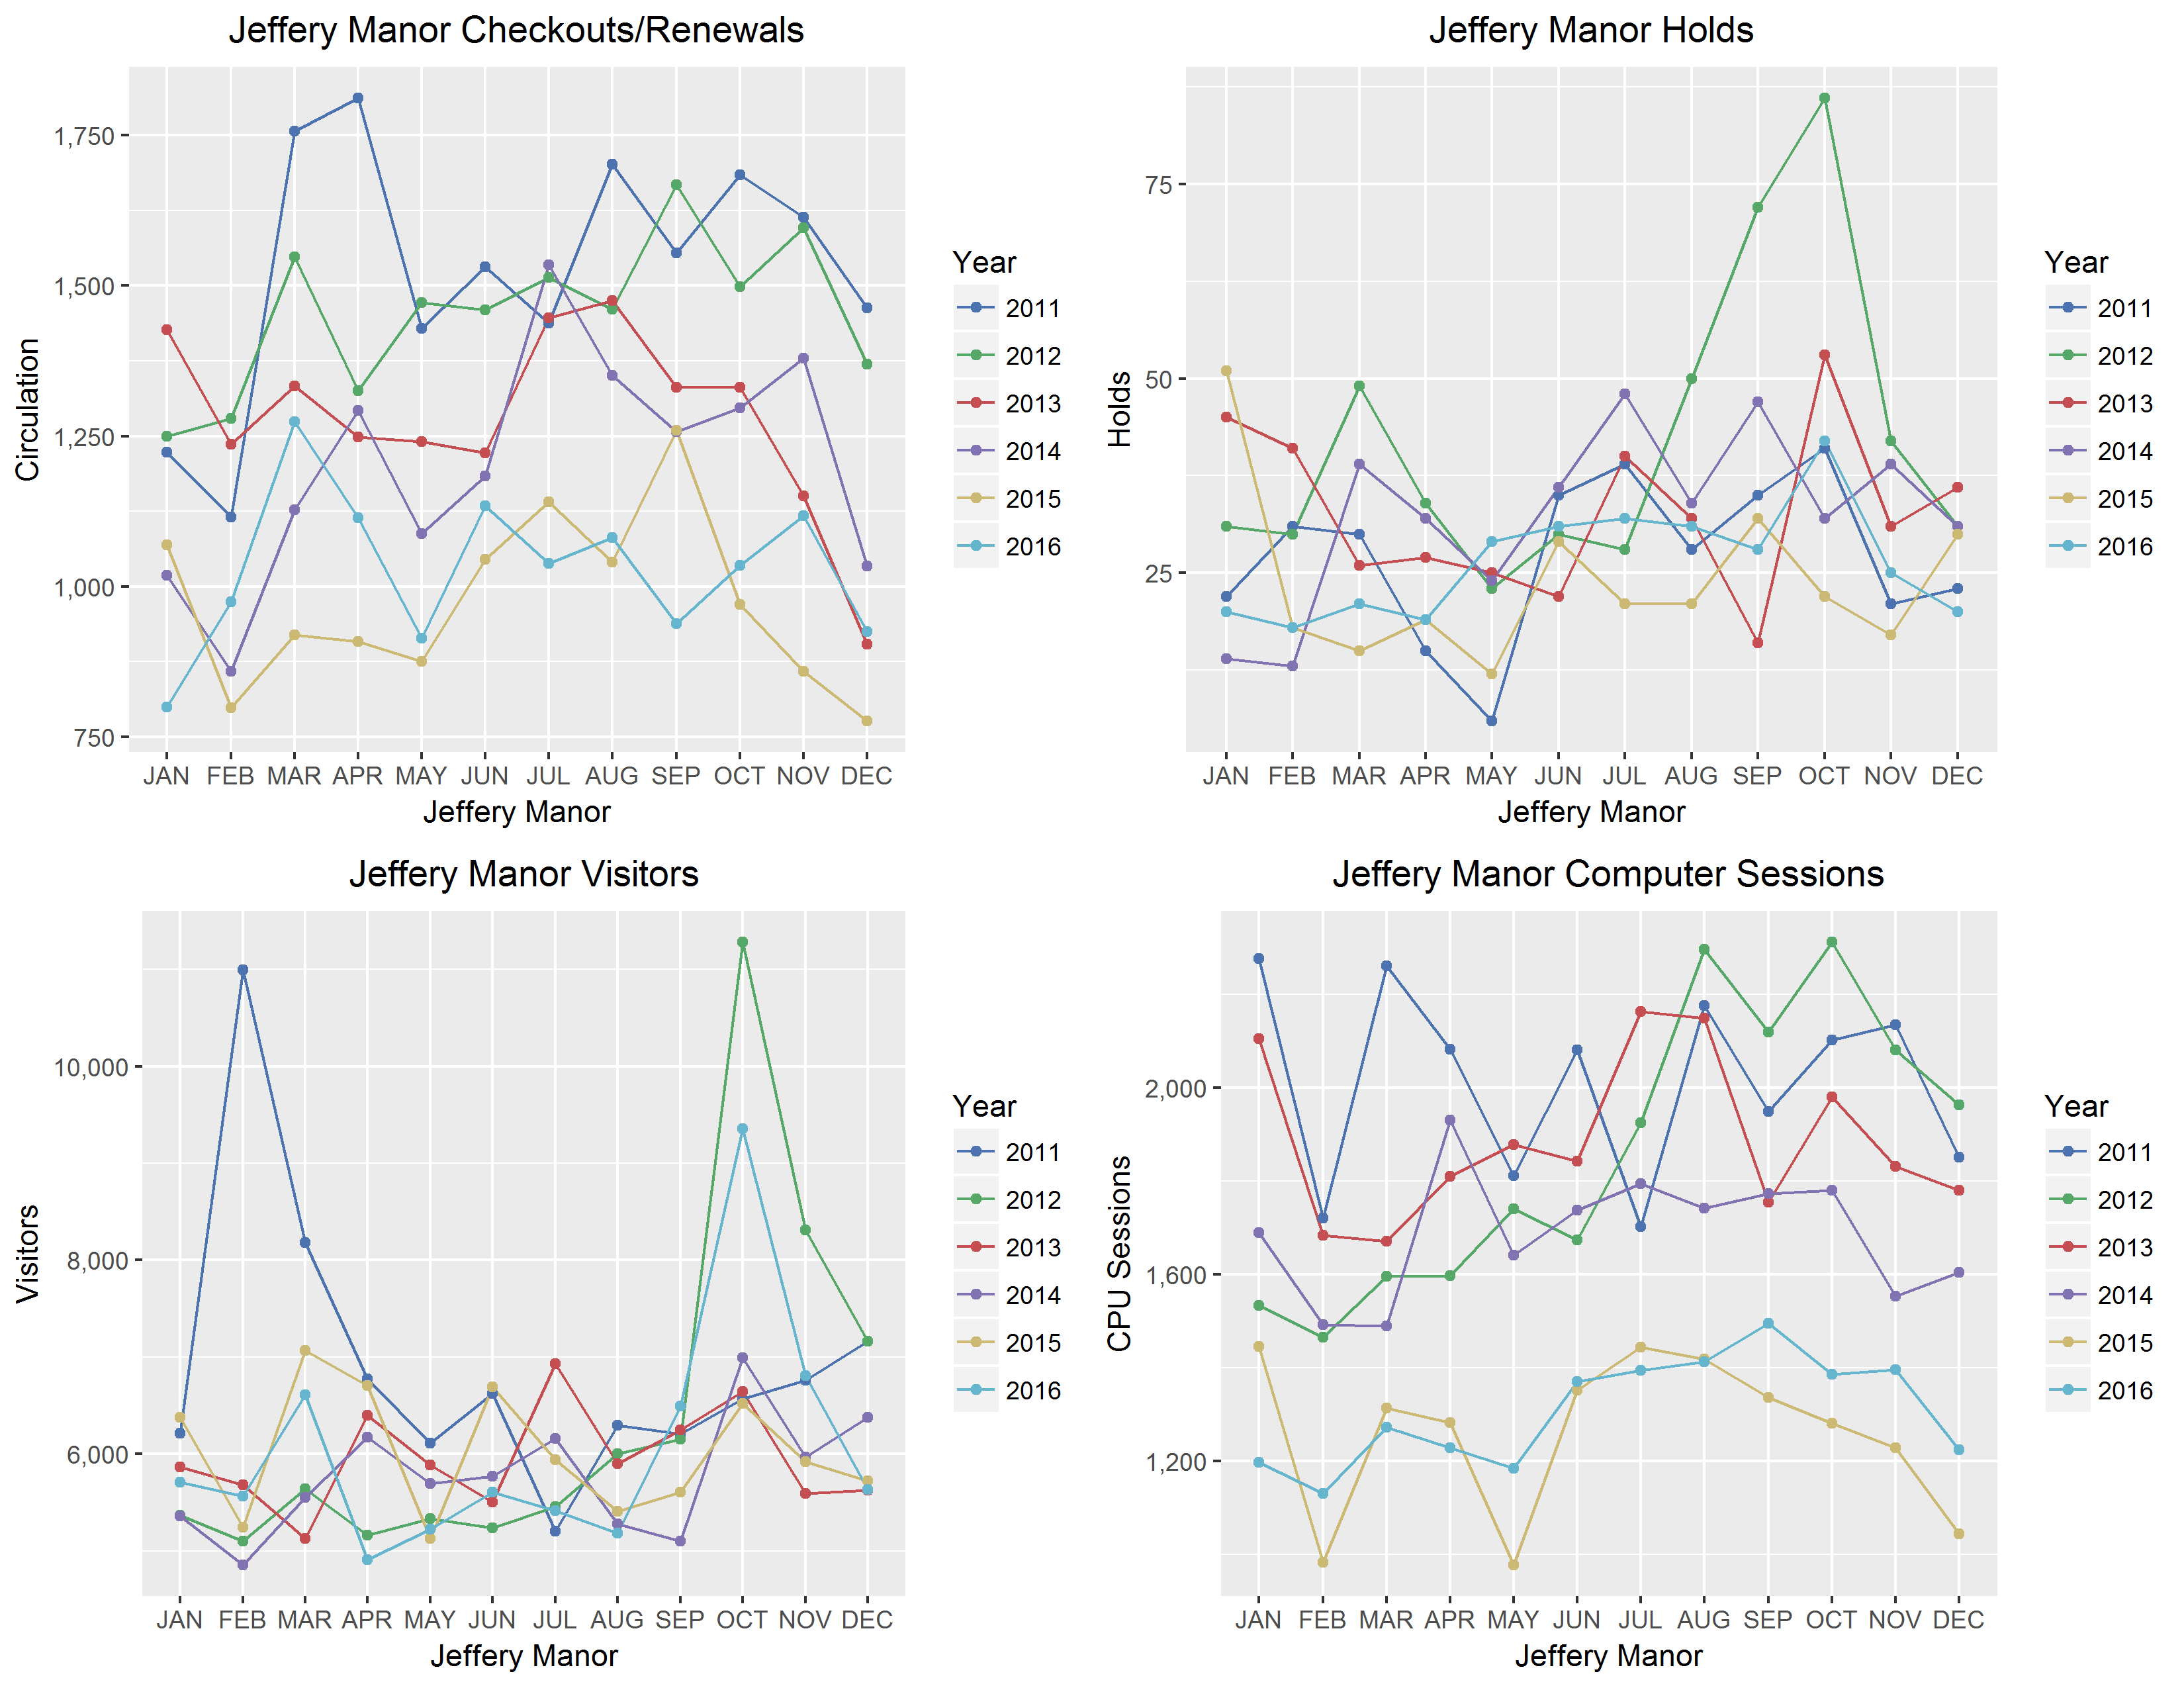 Jeffery Manor Checkouts/Renewals
Circulation
1,750
1,500
1,250
1,000
750
JAN FEB MAR APR MAY JUN JUL AUG SEP OCT NOV DEC
Jeffery Manor
Year
2011
2012
2013
2014
2015
2016
Jeffery Manor Holds
Holds
75
50
25
JAN FEB MAR APR MAY JUN JUL AUG SEP OCT NOV DEC
Jeffery Manor
Year
2011
2012
2013
2014
2015
2016
Jeffery Manor Visitors
Visitors
10,000
8,000
6,000
JAN FEB MAR APR MAY JUN JUL AUG SEP OCT NOV DEC
Jeffery Manor
Year
2011
2012
2013
2014
2015
2016
Jeffery Manor Computer Sessions
CPU Sessions
2,000
1,600
1,200
JAN FEB MAR APR MAY JUN JUL AUG SEP OCT NOV DEC
Jeffery Manor
Year
2011
2012
2013
2014
2015
2016